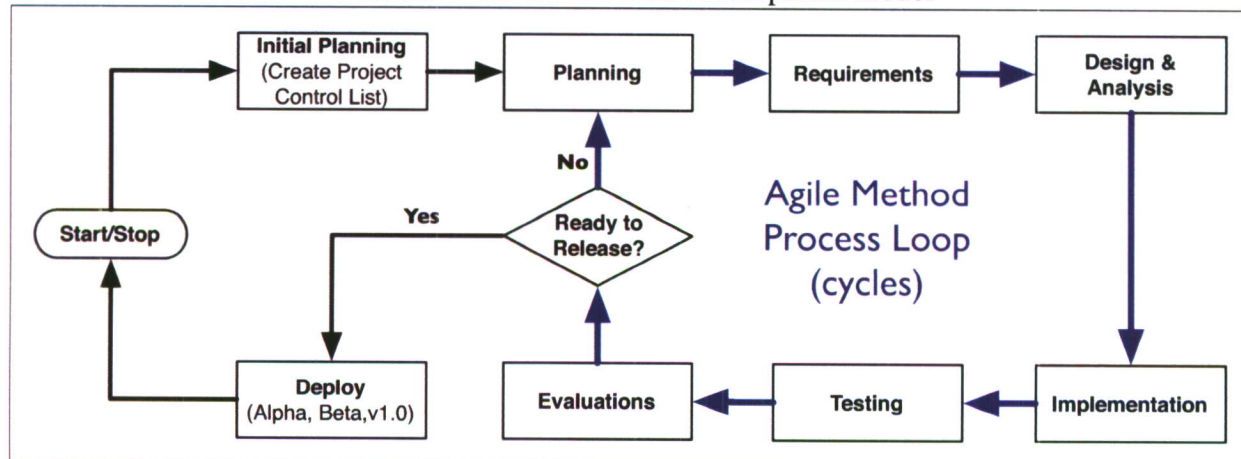 Initial Planning
(Create Project
Control List)
Planning
Requirements
Design &
Analysis
No
Yes
Start/Stop
Ready to
Release?
Agile Method
Process Loop
(cycles)
Deploy
(Alpha, Beta,v1.0)
Evaluations
Testing
Implementation